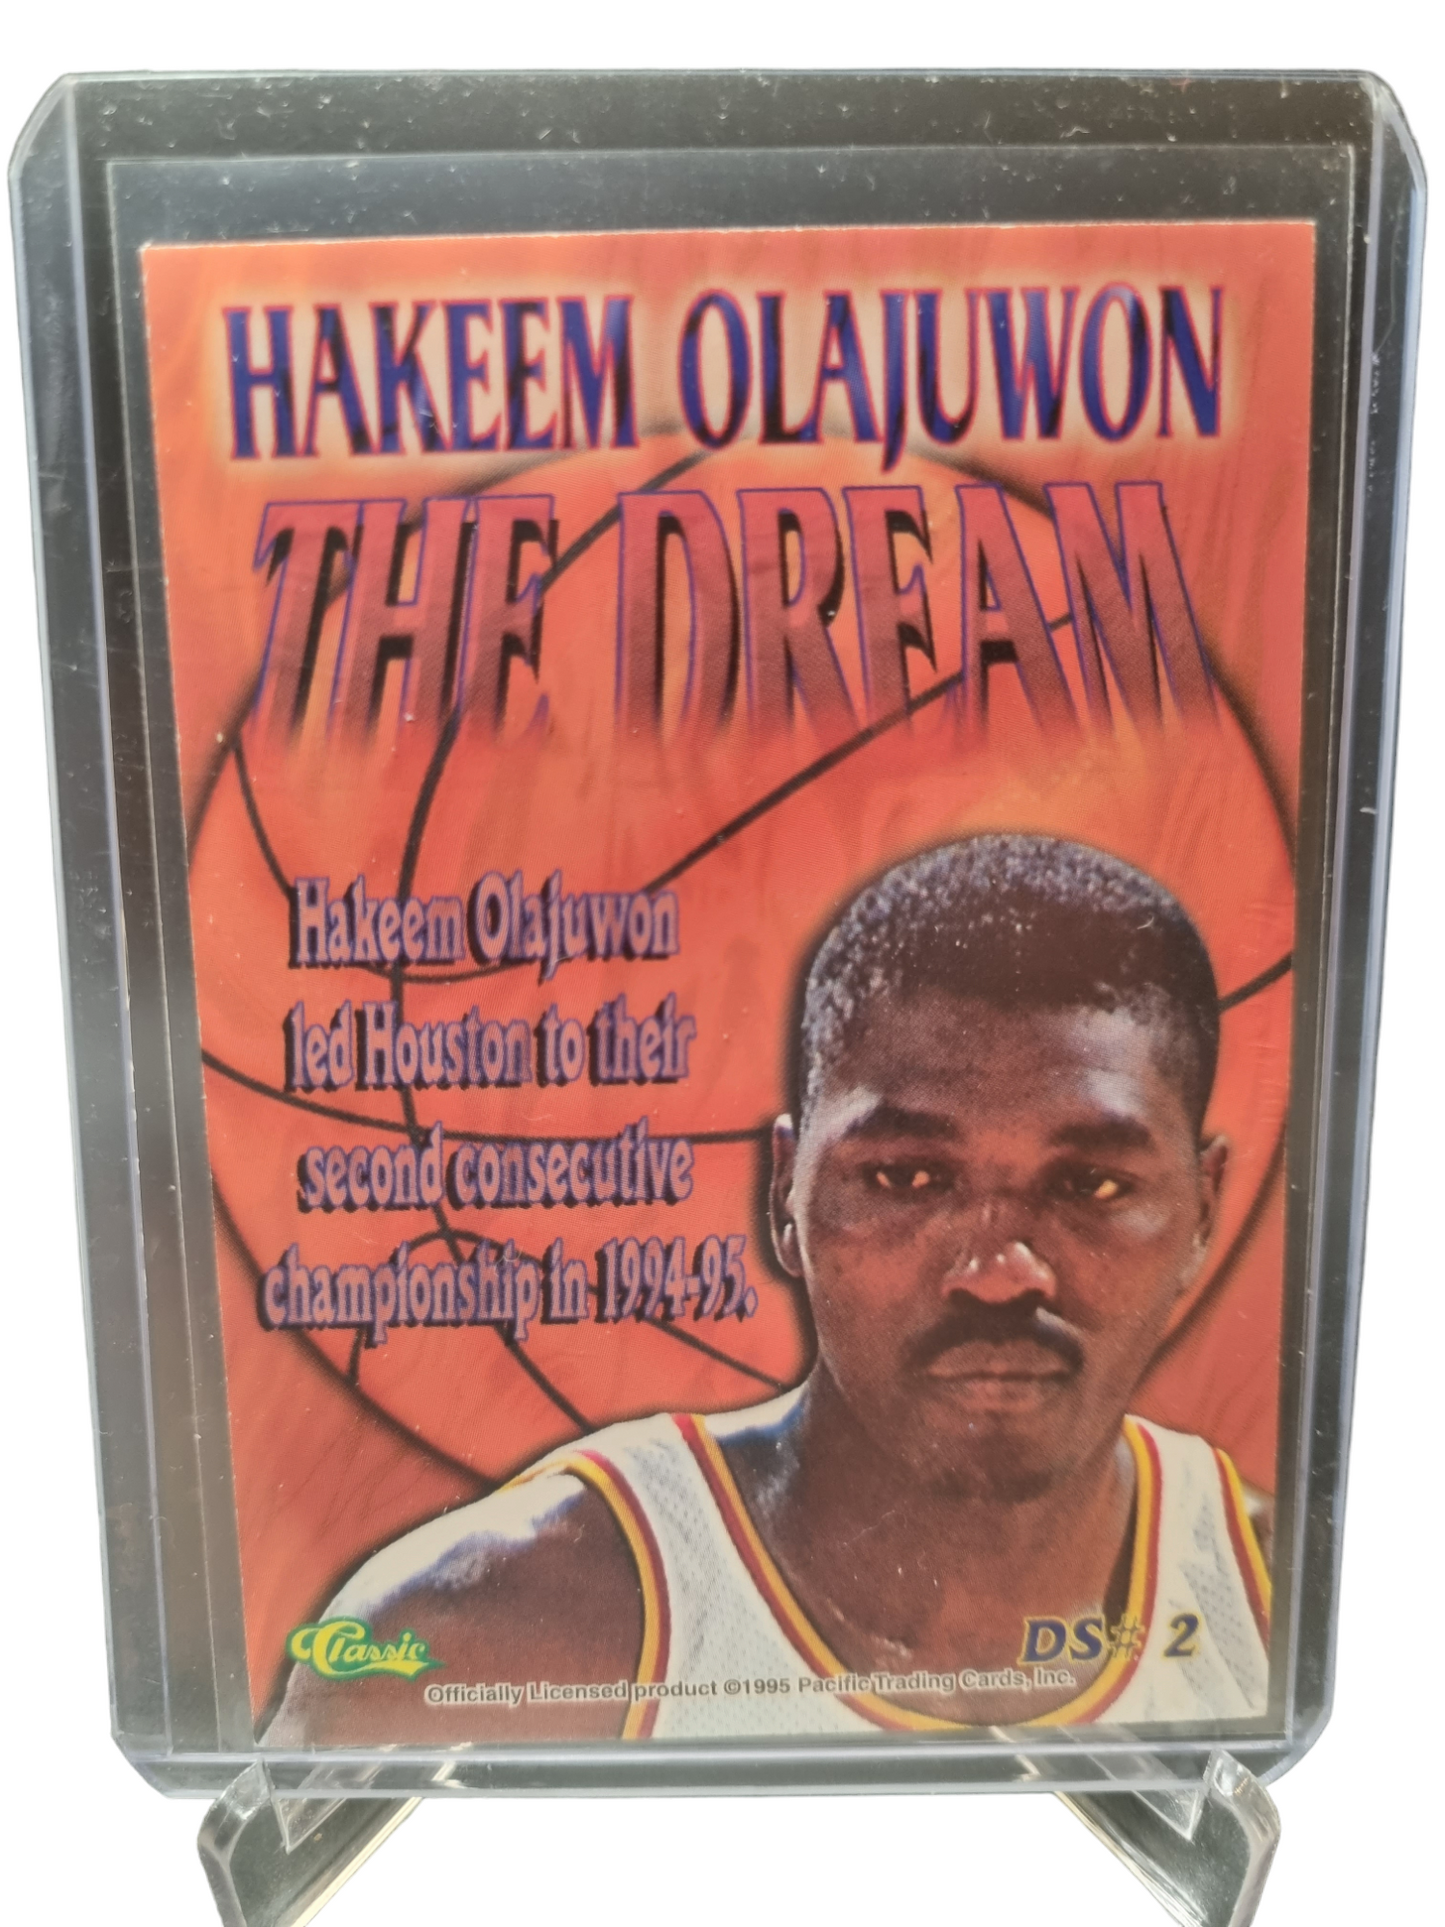 HAKEEM OLAJUWON
THE DREAM
Hakeem Olajuwon
led Houston to their
second consecutive
championship in 1994-95.
Classic
DS# 2
Officially Licensed product ©1995 Pacific Trading Cards, Inc.